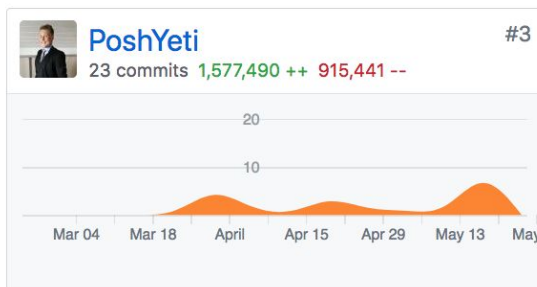 PoshYeti
#3
23 commits 1,577,490 ++ 915,441 --
20
10
Mar 04 Mar 18 April Apr 15 Apr 29 May 13 May